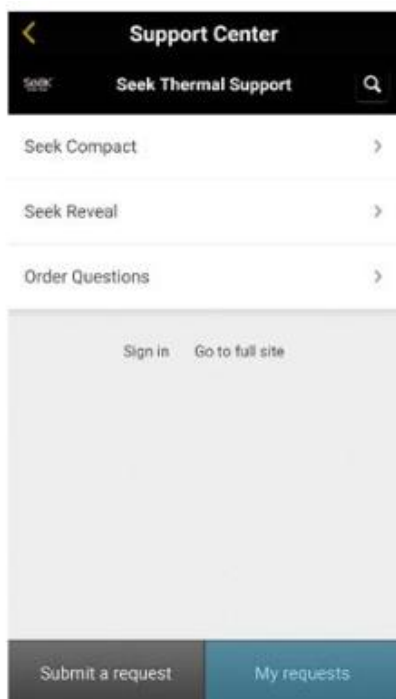 Support Center
Seek Thermal Support
Seek Compact
Seek Reveal
Order Questions
Sign in Go to full site
Submit a request My requests